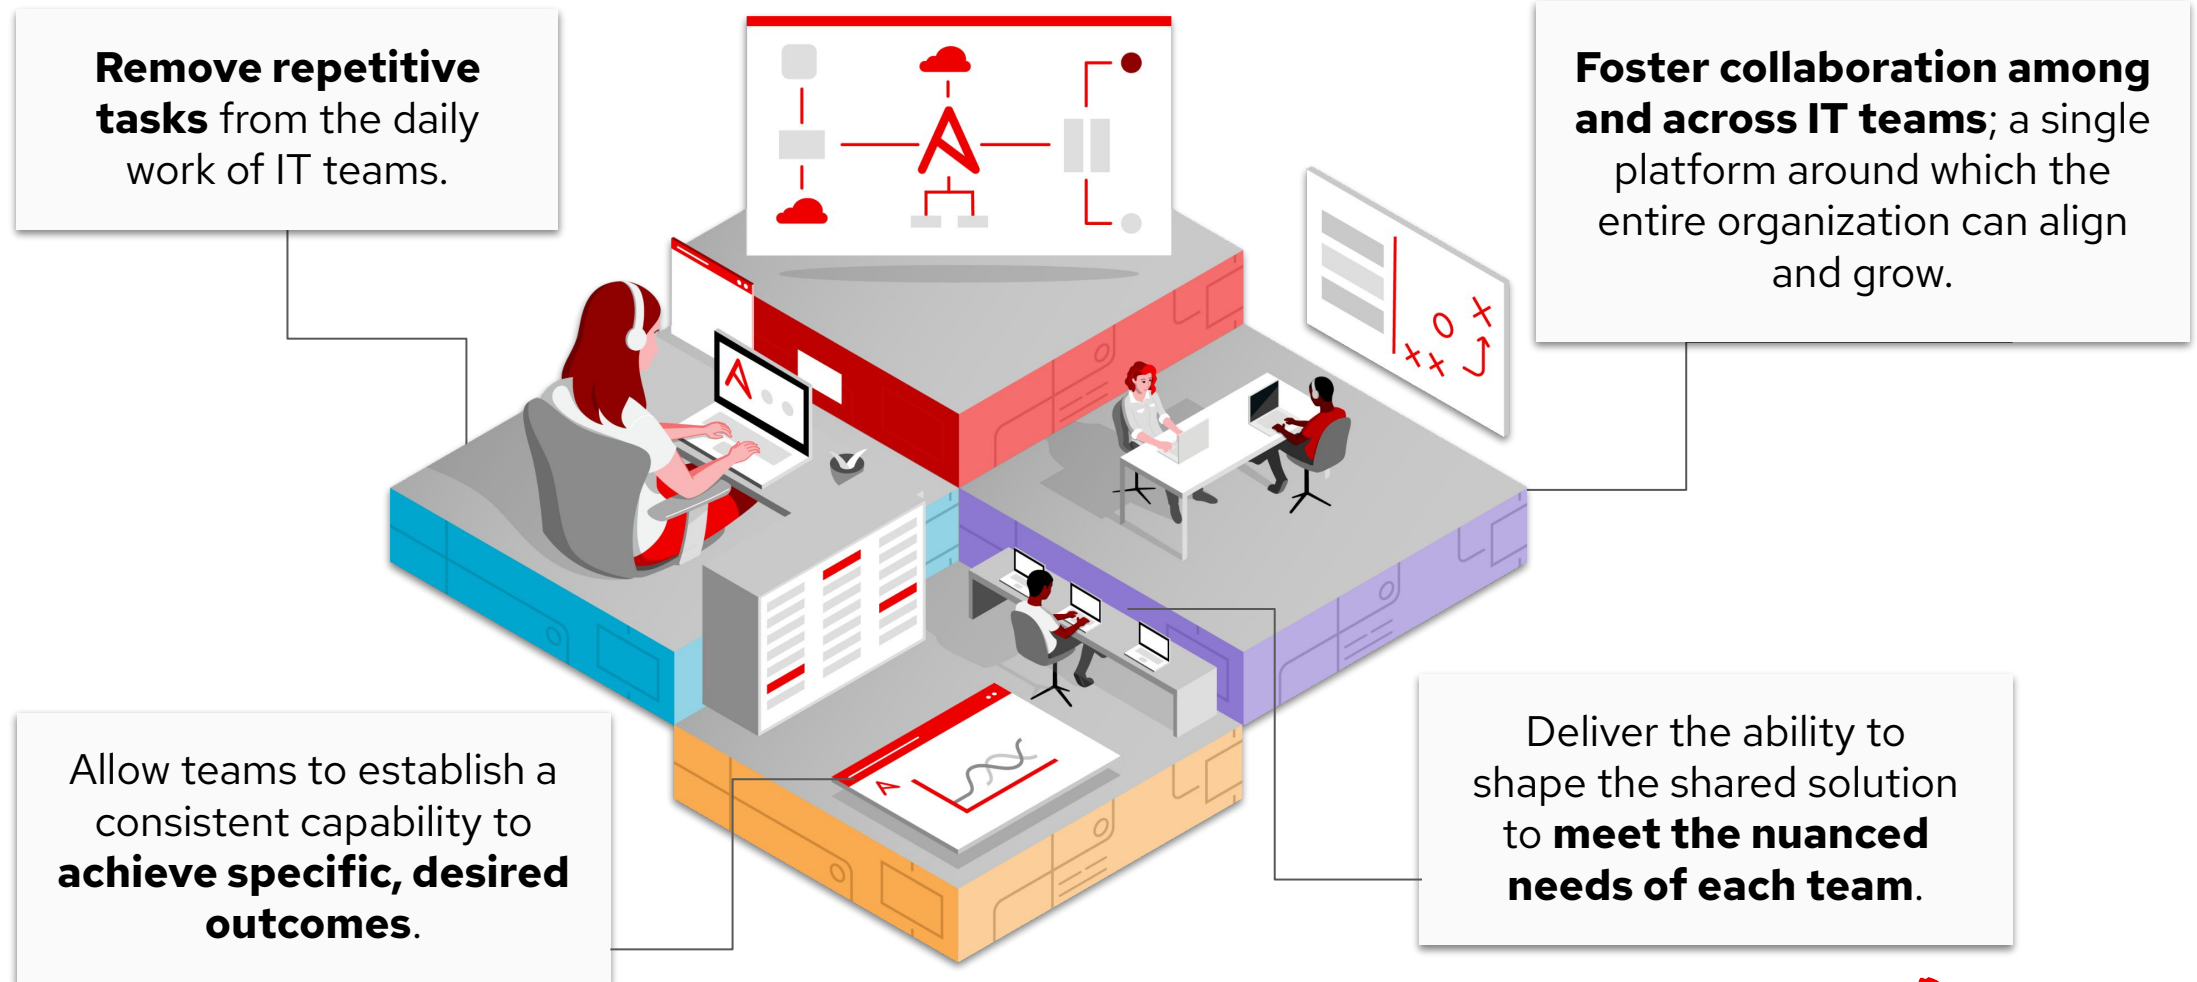 Remove repetitive
tasks from the daily
work of IT teams.
Foster collaboration among
and across IT teams; a single
platform around which the
entire organization can align
and grow.
Allow teams to establish a
consistent capability to
achieve specific, desired
outcomes.
Deliver the ability to
shape the shared solution
to meet the nuanced
needs of each team.